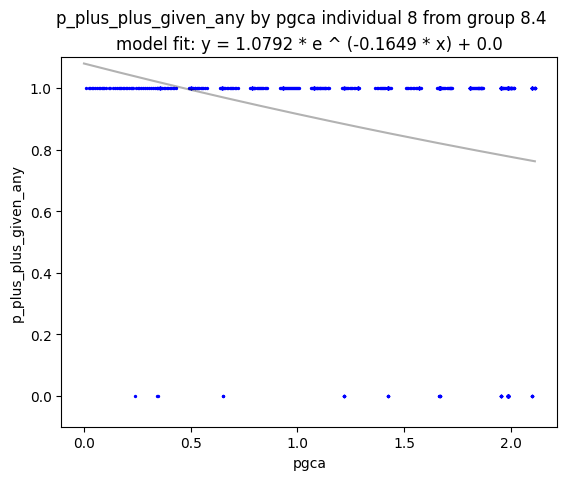 p_plus_plus_given_any by pgca individual 8 from group 8.4
model fit: y = 1.0792 * e ^ (-0.1649 * x) + 0.0
1.0
0.8
0.6
0.4
0.2
0.0
p_plus_plus_given_any
0.0 0.5 1.0 1.5 2.0
pgca